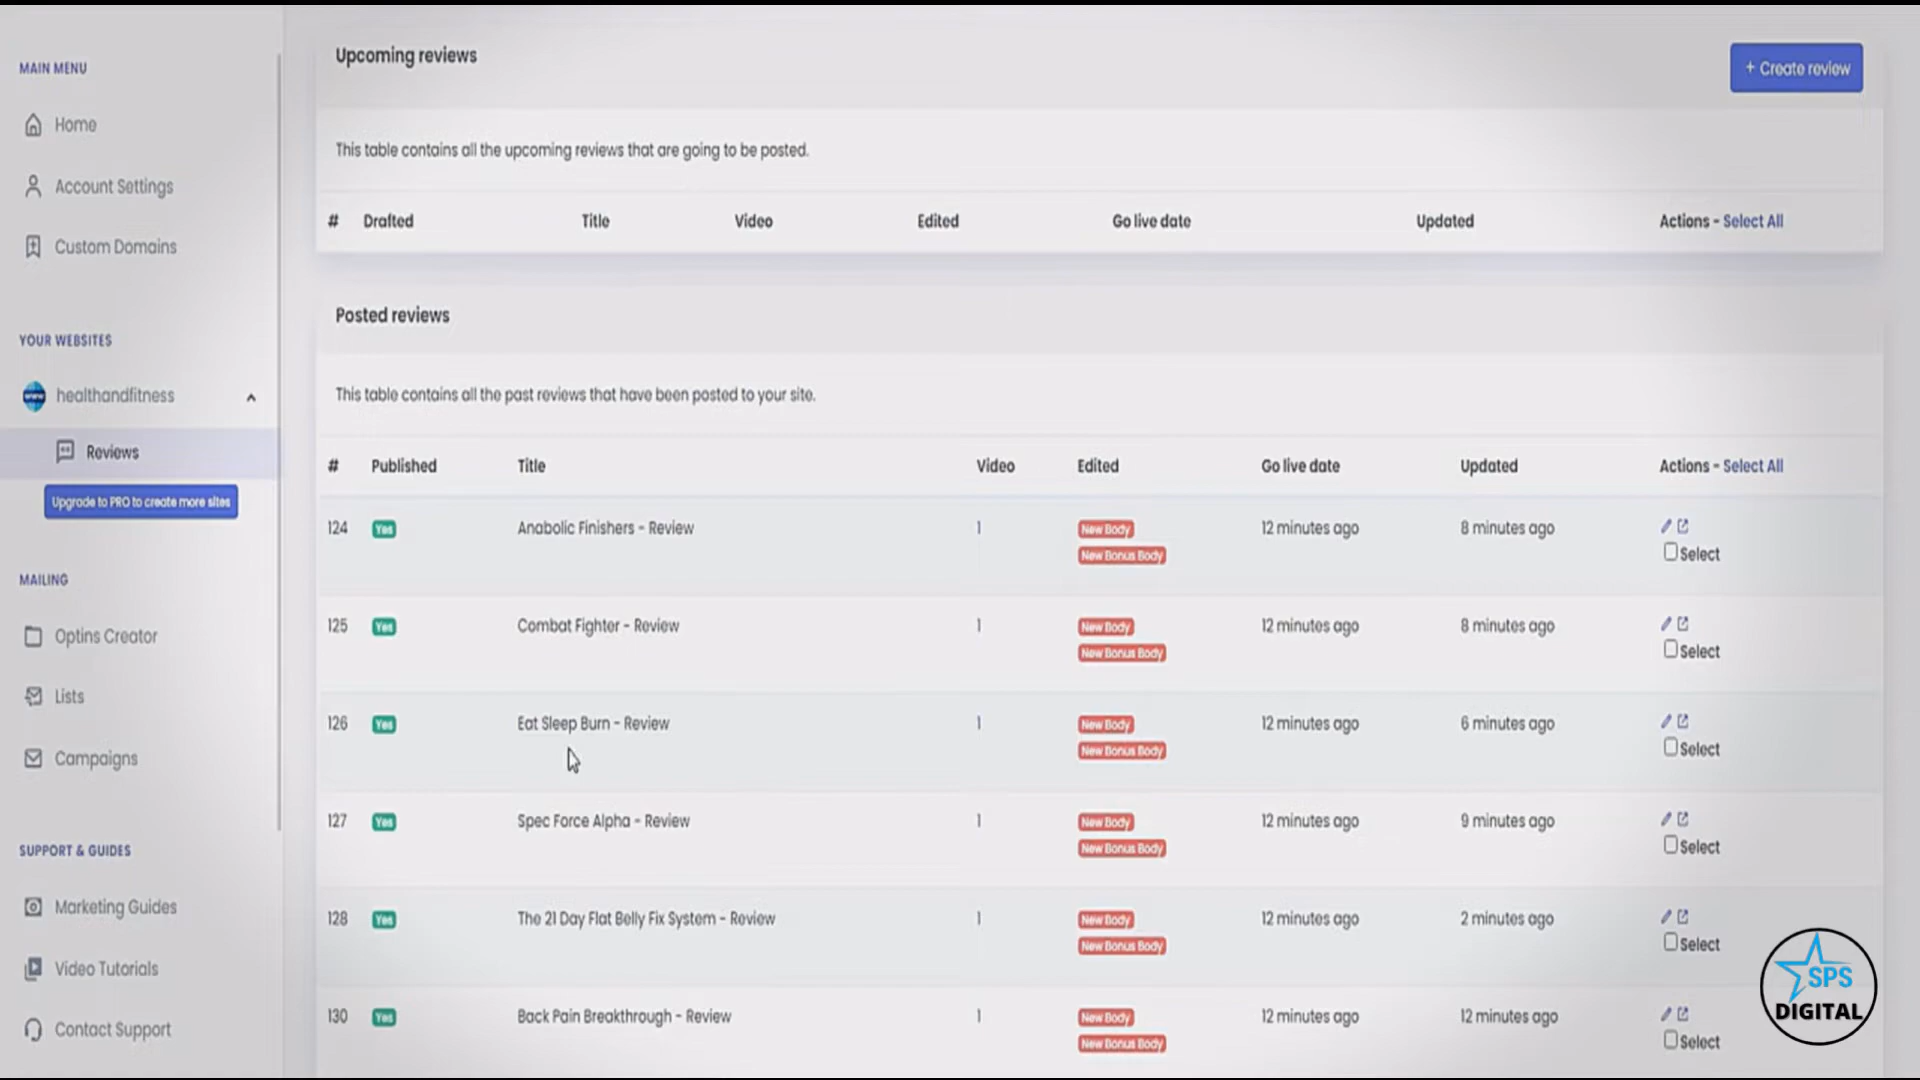 MAIN MENU
Home
Account Settings
Custom Domains
YOUR WEBSITES
www
healthandfitness
Reviews
Upgrade to PRO to create more sites
MAILING
Optins Creator
Lists
Campaigns
SUPPORT & GUIDES
Marketing Guides
Video Tutorials
Contact Support
Upcoming reviews
+ Create review
This table contains all the upcoming reviews that are going to be posted.
# Drafted Title Video Edited Go live date Updated Actions - Select All
Posted reviews
This table contains all the past reviews that have been posted to your site.
# Published Title Video Edited Go live date Updated Actions - Select All
124 Yes Anabolic Finishers - Review 1 New Body 12 minutes ago 8 minutes ago
New Bonus Body Select
125 Yes Combat Fighter - Review 1 New Body 12 minutes ago 8 minutes ago
New Bonus Body Select
126 Yes Eat Sleep Burn - Review 1 New Body 12 minutes ago 6 minutes ago
New Bonus Body Select
127 Yes Spec Force Alpha - Review 1 New Body 12 minutes ago 9 minutes ago
New Bonus Body Select
128 Yes The 21 Day Flat Belly Fix System - Review 1 New Body 12 minutes ago 2 minutes ago
New Bonus Body Select
130 Yes Back Pain Breakthrough - Review 1 New Body 12 minutes ago 12 minutes ago
New Bonus Body Select
SPS
DIGITAL